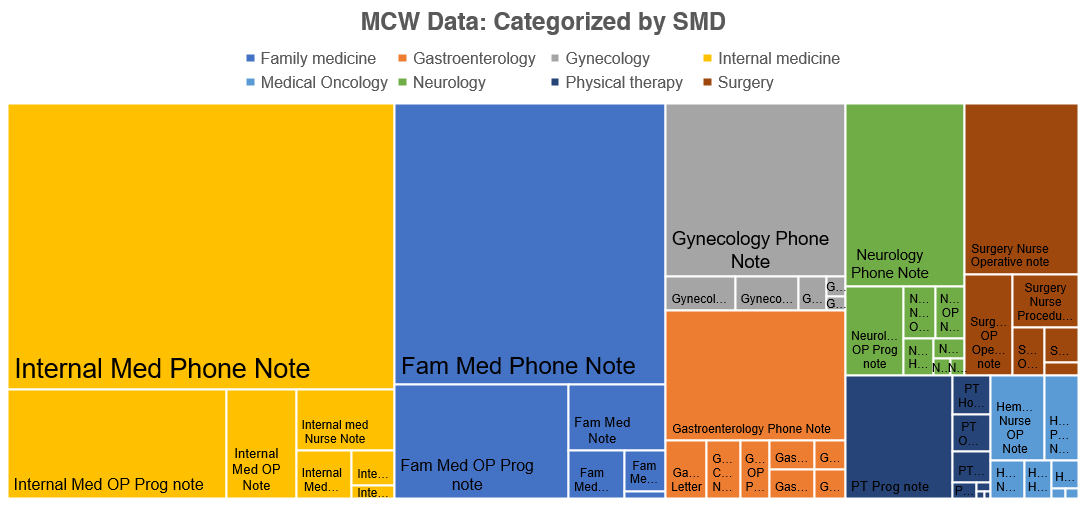 MCW Data: Categorized by SMD
Family medicine
Gastroenterology
Gynecology
Internal medicine
Medical Oncology
Neurology
Physical therapy
Surgery
Internal Med Phone Note
Internal Med OP Prog note
Internal
Med OP
Note
Internal med
Nurse Note
Internal
Med...
Inte...
Inte...
Fam Med Phone Note
Fam Med OP Prog
note
Fam Med
Note
Fam
Med...
Fam
Me...
Gynecology Phone
Note
Gynecol...
Gyneco...
G...
G...
G...
Gastroenterology Phone Note
Ga...
Letter
G...
C...
N...
G...
OP
P...
Gas...
Gas...
G...
G...
Neurology
Phone Note
Neurol...
OP Prog
note
N...
N...
O...
N...
OP
N...
N...
H...
N...
N...
N...
Surgery Nurse
Operative note
Surg...
OP
Ope...
note
Surgery
Nurse
Procedu...
S...
O...
S...
PT Prog note
PT
Ho...
PT
O...
PT...
P...
Hem...
Nurse
OP
Note
H...
P...
N...
H...
N...
H...
H...
H...